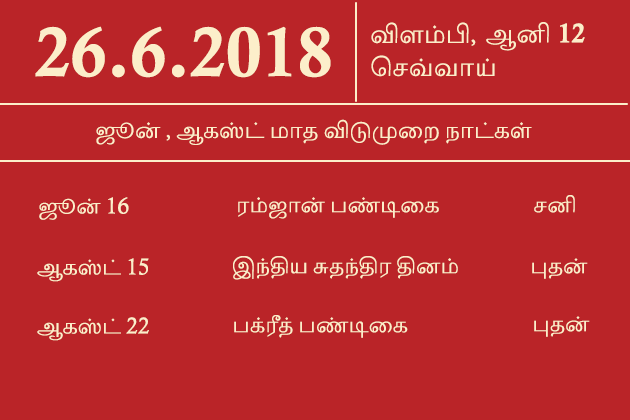 26.6.2018
விளம்பி, ஆனி 12
செவ்வாய்
ஜூன் , ஆகஸ்ட் மாத விடுமுறை நாட்கள்
ஜூன் 16 ரம்ஜான் பண்டிகை சனி
ஆகஸ்ட் 15 இந்திய சுதந்திர தினம் புதன்
ஆகஸ்ட் 22 பக்ரீத் பண்டிகை புதன்